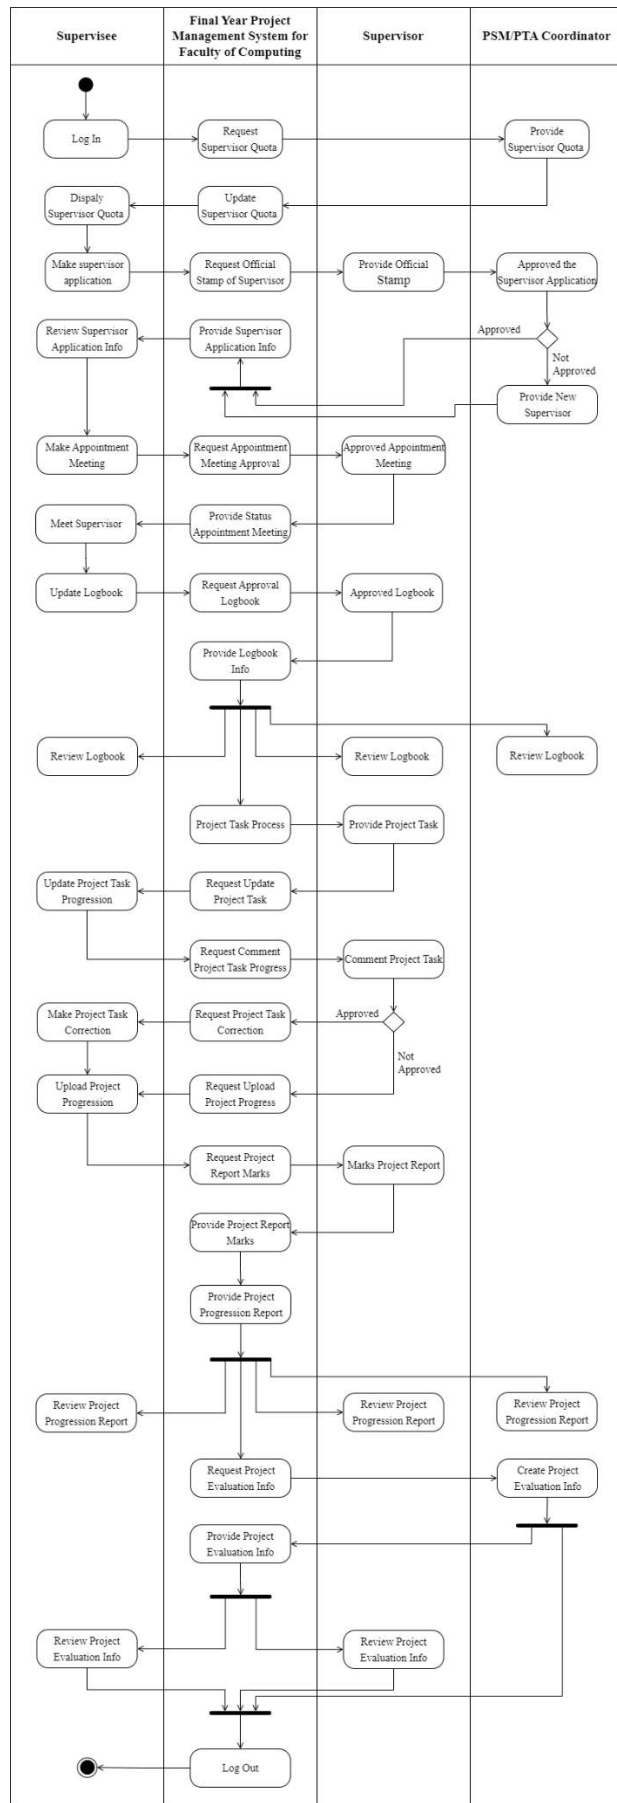 Supervisee
Final Year Project
Management System for
Faculty of Computing
Supervisor
PSM/PTA Coordinator
Log In
Request
Supervisor Quota
Provide
Supervisor Quota
Dispaly
Supervisor Quota
Update
Supervisor Quota
Make supervisor
application
Request Official
Stamp of Supervisor
Provide Official
Stamp
Approved the
Supervisor Application
Review Supervisor
Application Info
Provide Supervisor
Application Info
Approved
Not
Approved
Provide New
Supervisor
Make Appointment
Meeting
Request Appointment
Meeting Approval
Approved Appointment
Meeting
Meet Supervisor
Provide Status
Appointment Meeting
Update Logbook
Request Approval
Logbook
Approved Logbook
Provide Logbook
Info
Review Logbook
Review Logbook
Review Logbook
Project Task Process
Provide Project Task
Update Project Task
Progression
Request Update
Project Task
Request Comment
Project Task Progress
Comment Project Task
Make Project Task
Correction
Request Project Task
Correction
Approved
Not
Approved
Upload Project
Progression
Request Upload
Project Progress
Request Project
Report Marks
Marks Project Report
Provide Project Report
Marks
Provide Project
Progression Report
Review Project
Progression Report
Review Project
Progression Report
Review Project
Progression Report
Request Project
Evaluation Info
Create Project
Evaluation Info
Provide Project
Evaluation Info
Review Project
Evaluation Info
Review Project
Evaluation Info
Log Out